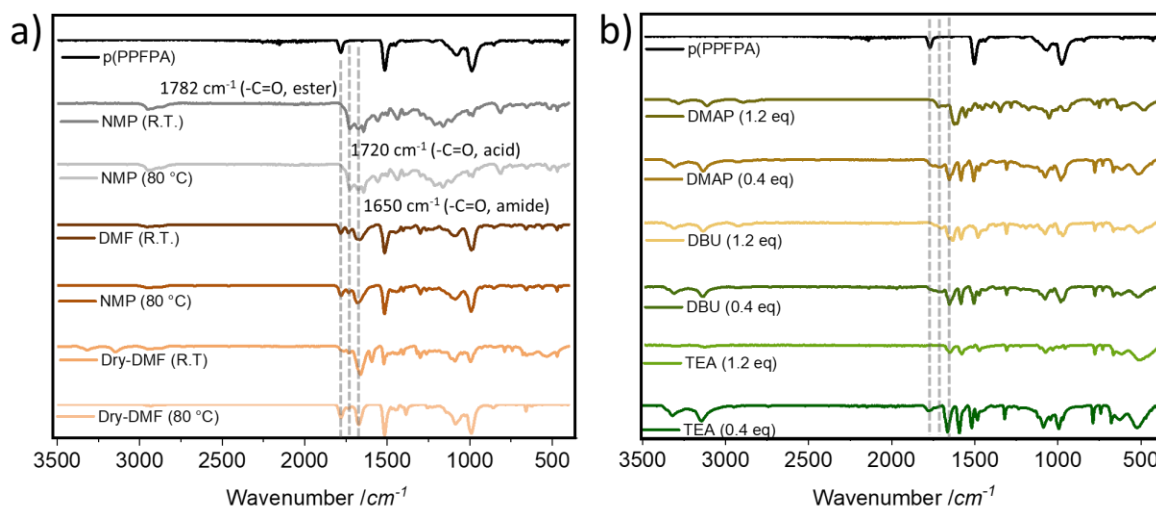 a)
p(PPFPA)
1782 cm⁻¹ (-C=O, ester)
NMP (R.T.)
1720 cm⁻¹ (-C=O, acid)
NMP (80 °C)
1650 cm⁻¹ (-C=O, amide)
DMF (R.T.)
NMP (80 °C)
Dry-DMF (R.T)
Dry-DMF (80 °C)
3500 3000 2500 2000 1500 1000 500
Wavenumber /cm⁻¹
b)
p(PPFPA)
DMAP (1.2 eq)
DMAP (0.4 eq)
DBU (1.2 eq)
DBU (0.4 eq)
TEA (1.2 eq)
TEA (0.4 eq)
3500 3000 2500 2000 1500 1000 500
Wavenumber /cm⁻¹